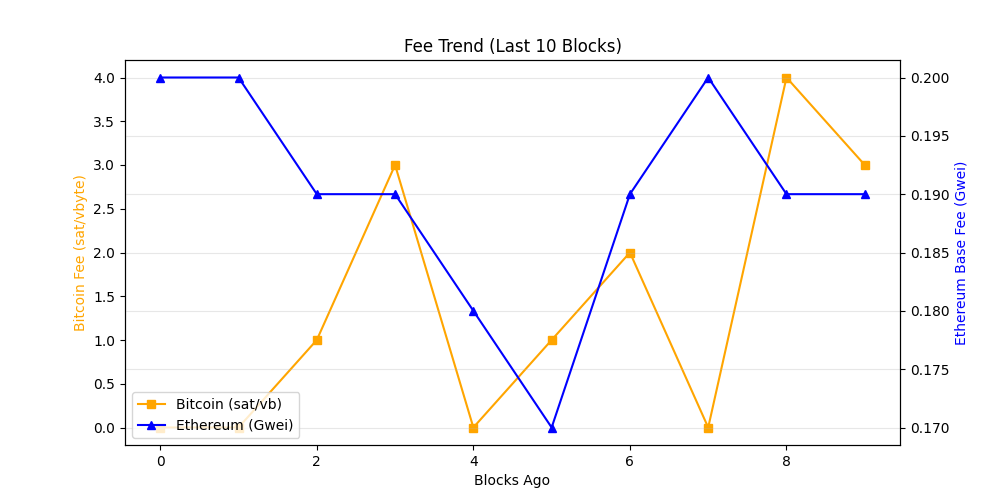 Fee Trend (Last 10 Blocks)
4.0
3.5
3.0
2.5
2.0
1.5
1.0
0.5
0.0
Bitcoin Fee (sat/vbyte)
0.200
0.195
0.190
0.185
0.180
0.175
0.170
Ethereum Base Fee (Gwei)
Bitcoin (sat/vb)
Ethereum (Gwei)
0 2 4 6 8
Blocks Ago